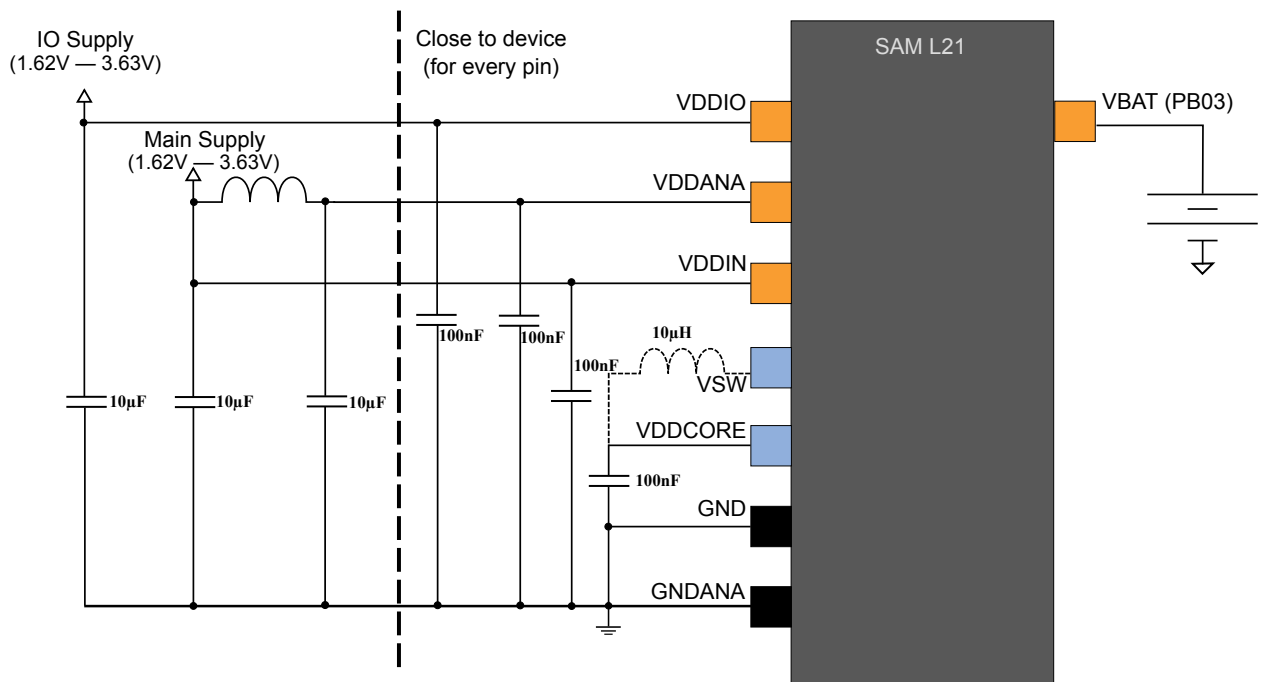 IO Supply
(1.62V — 3.63V)
Close to device
(for every pin)
SAM L21
VDDIO
VBAT (PB03)
Main Supply
(1.62V — 3.63V)
VDDANA
VDDIN
100nF
100nF
10µH
100nF
VSW
10µF
10µF
10µF
VDDCORE
100nF
GND
GNDANA